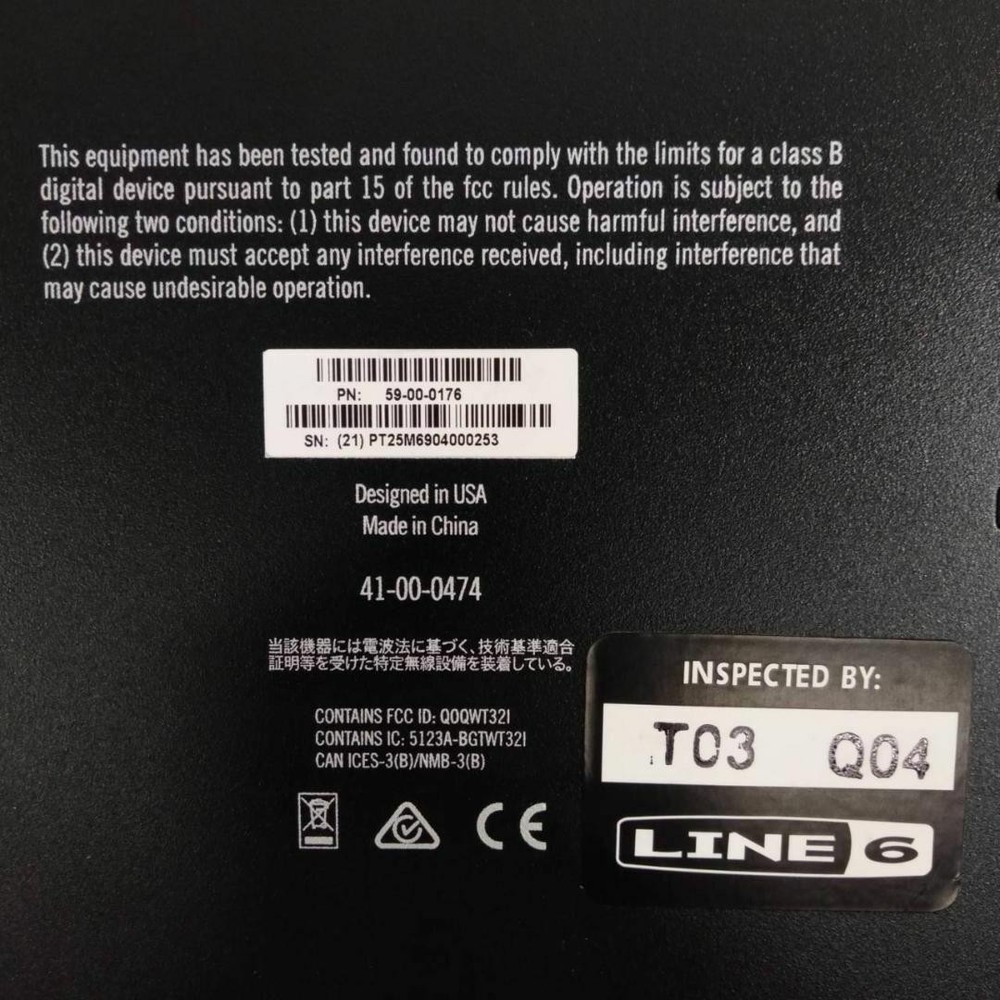 This equipment has been tested and found to comply with the limits for a class B
digital device pursuant to part 15 of the fcc rules. Operation is subject to the
following two conditions: (1) this device may not cause harmful interference, and
(2) this device must accept any interference received, including interference that
may cause undesirable operation.
PN: 59-00-0176
SN: (21) PT25M6904000253
Designed in USA
Made in China
41-00-0474
当該機器には電波法に基づく、技術基準適合
証明等を受けた特定無線設備を装着している。
CONTAINS FCC ID: QOQWT32I
CONTAINS IC: 5123A-BGTWT32I
CAN ICES-3(B)/NMB-3(B)
CE
INSPECTED BY:
T03 Q04
LINE 6